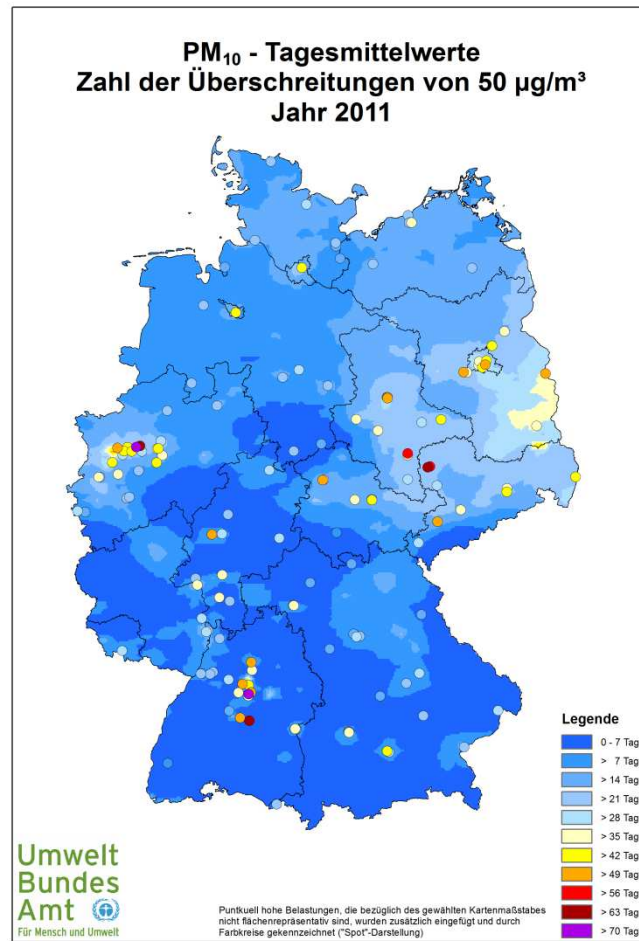 PM₁₀ - Tagesmittelwerte
Zahl der Überschreitungen von 50 µg/m³
Jahr 2011
Legende
0 - 7 Tag
> 7 Tag
> 14 Tag
> 21 Tag
> 28 Tag
> 35 Tag
> 42 Tag
> 49 Tag
> 56 Tag
> 63 Tag
> 70 Tag
Umwelt
Bundes
Amt
Für Mensch und Umwelt
Punktuell hohe Belastungen, die bezüglich des gewählten Kartenmaßstabes
nicht flächenrepräsentativ sind, wurden zusätzlich eingefügt und durch
Farbkreise gekennzeichnet ("Spot"-Darstellung)